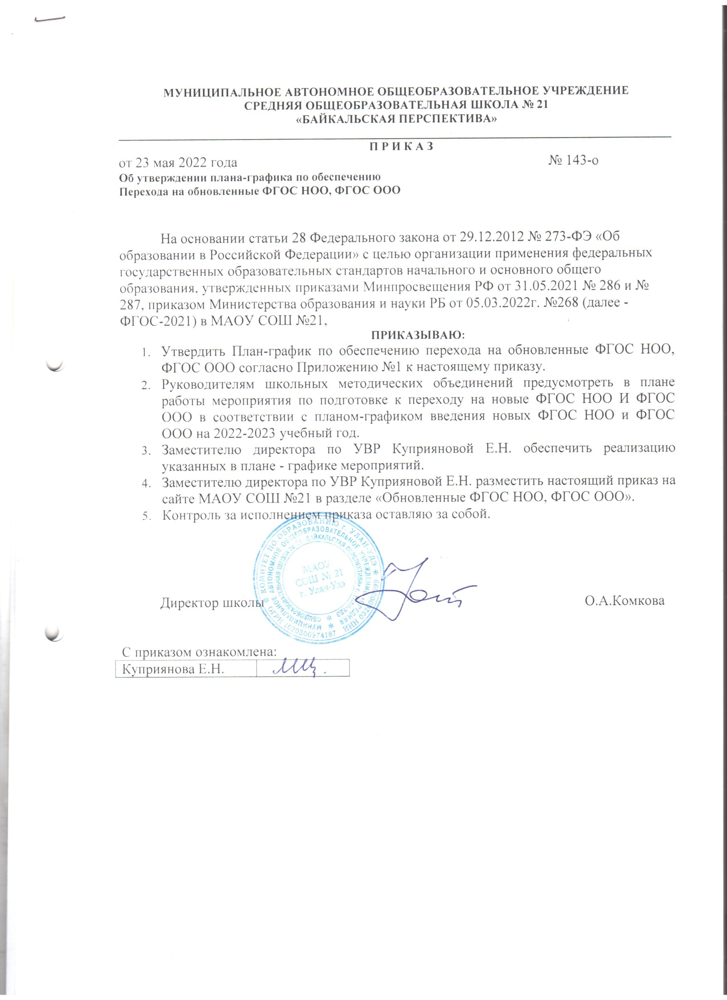 МУНИЦИПАЛЬНОЕ АВТОНОМНОЕ ОБЩЕОБРАЗОВАТЕЛЬНОЕ УЧРЕЖДЕНИЕ
СРЕДНЯЯ ОБЩЕОБРАЗОВАТЕЛЬНАЯ ШКОЛА № 21
«БАЙКАЛЬСКАЯ ПЕРСПЕКТИВА»
П Р И К А З
от 23 мая 2022 года № 143-о
Об утверждении плана-графика по обеспечению
Перехода на обновленные ФГОС НОО, ФГОС ООО
На основании статьи 28 Федерального закона от 29.12.2012 № 273-ФЭ «Об
образовании в Российской Федерации» с целью организации применения федеральных
государственных образовательных стандартов начального и основного общего
образования, утвержденных приказами Минпросвещения РФ от 31.05.2021 № 286 и №
287, приказом Министерства образования и науки РБ от 05.03.2022г. №268 (далее -
ФГОС-2021) в МАОУ СОШ №21,
ПРИКАЗЫВАЮ:
1. Утвердить План-график по обеспечению перехода на обновленные ФГОС НОО,
ФГОС ООО согласно Приложению №1 к настоящему приказу.
2. Руководителям школьных методических объединений предусмотреть в плане
работы мероприятия по подготовке к переходу на новые ФГОС НОО И ФГОС
ООО в соответствии с планом-графиком введения новых ФГОС НОО и ФГОС
ООО на 2022-2023 учебный год.
3. Заместителю директора по УВР Куприяновой Е.Н. обеспечить реализацию
указанных в плане - графике мероприятий.
4. Заместителю директора по УВР Куприяновой Е.Н. разместить настоящий приказ на
сайте МАОУ СОШ №21 в разделе «Обновленные ФГОС НОО, ФГОС ООО».
5. Контроль за исполнением приказа оставляю за собой.
КОМИТЕТ ПО ОБРАЗОВАНИЮ г. УЛАН-УДЭ
ОГРН 1020300974187 ИНН
МУНИЦИПАЛЬНОЕ АВТОНОМНОЕ ОБЩЕОБРАЗОВАТЕЛЬНОЕ УЧРЕЖДЕНИЕ «СРЕДНЯЯ
ОБЩЕОБРАЗОВАТЕЛЬНАЯ ШКОЛА № 21 БАЙКАЛЬСКАЯ ПЕРСПЕКТИВА» г. УЛАН-УДЭ
МАОУ
СОШ № 21
г. Улан-Удэ
Директор школы О.А.Комкова
С приказом ознакомлена:
Куприянова Е.Н.